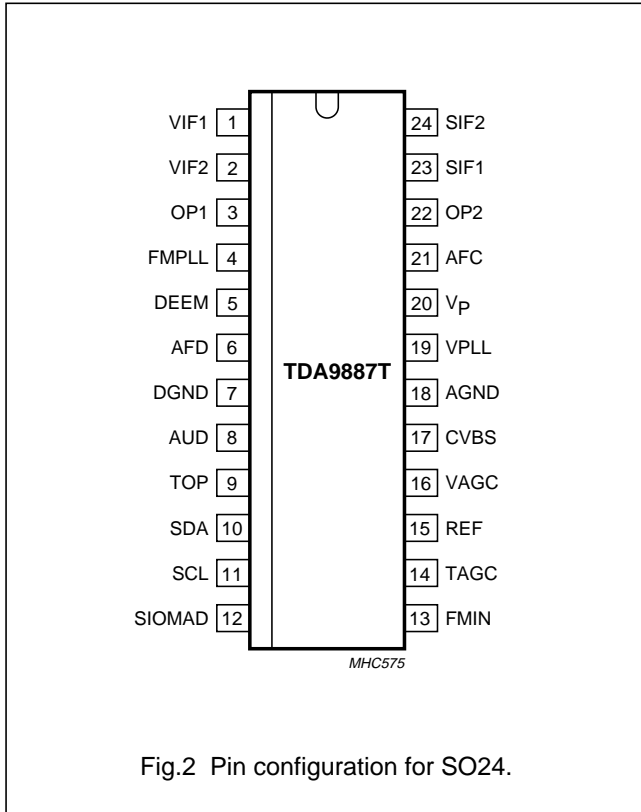 VIF1 1 24 SIF2
VIF2 2 23 SIF1
OP1 3 22 OP2
FMPLL 4 21 AFC
DEEM 5 20 VP
AFD 6 19 VPLL
TDA9887T
DGND 7 18 AGND
AUD 8 17 CVBS
TOP 9 16 VAGC
SDA 10 15 REF
SCL 11 14 TAGC
SIOMAD 12 13 FMIN
MHC575
Fig.2 Pin configuration for SO24.